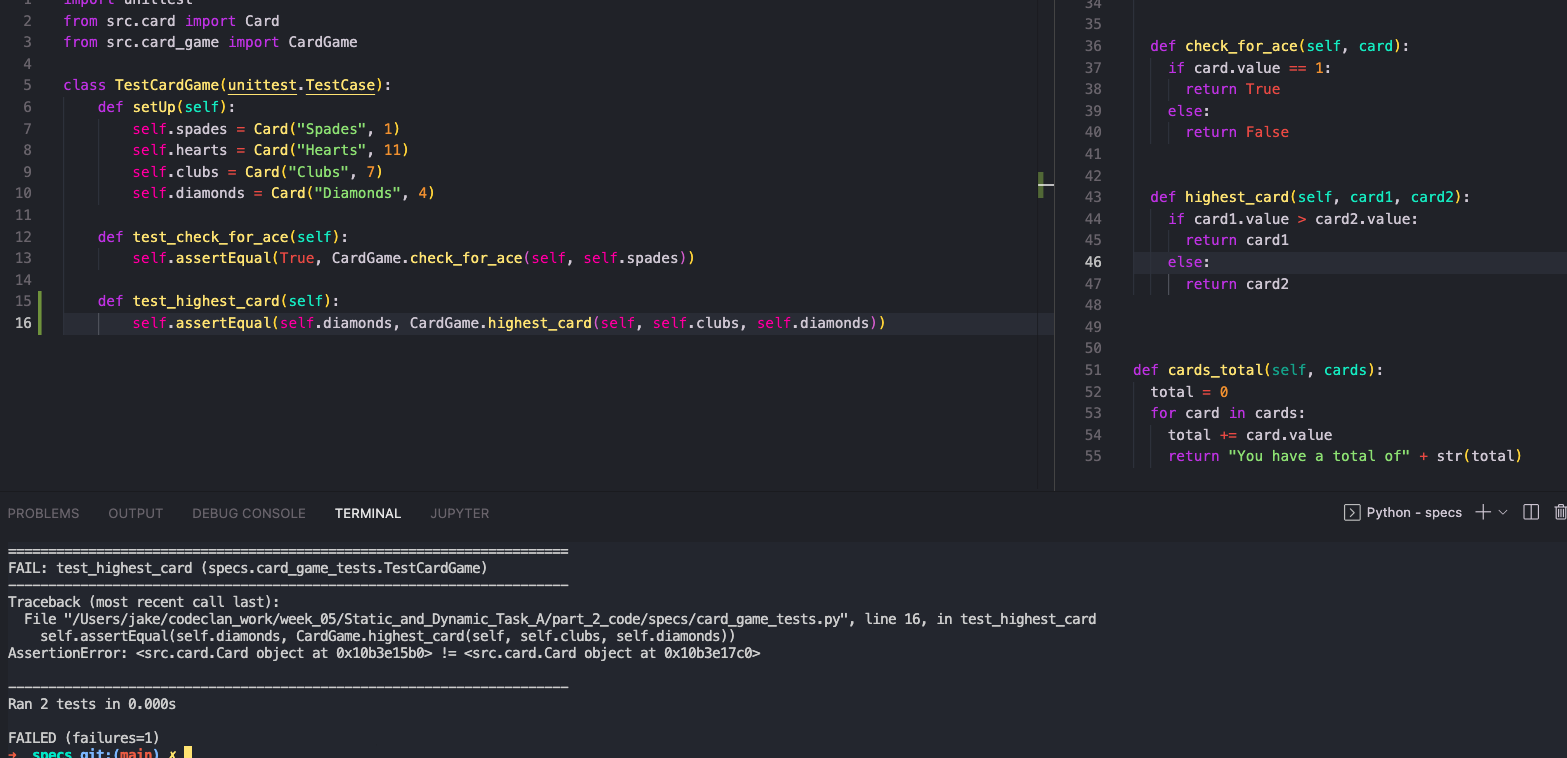 import unittest
2 from src.card import Card
3 from src.card_game import CardGame
4
5 class TestCardGame(unittest.TestCase):
6 def setUp(self):
7 self.spades = Card("Spades", 1)
8 self.hearts = Card("Hearts", 11)
9 self.clubs = Card("Clubs", 7)
10 self.diamonds = Card("Diamonds", 4)
11
12 def test_check_for_ace(self):
13 self.assertEqual(True, CardGame.check_for_ace(self, self.spades))
14
15 def test_highest_card(self):
16 self.assertEqual(self.diamonds, CardGame.highest_card(self, self.clubs, self.diamonds))
34
35
36 def check_for_ace(self, card):
37 if card.value == 1:
38 return True
39 else:
40 return False
41
42
43 def highest_card(self, card1, card2):
44 if card1.value > card2.value:
45 return card1
46 else:
47 return card2
48
49
50
51 def cards_total(self, cards):
52 total = 0
53 for card in cards:
54 total += card.value
55 return "You have a total of" + str(total)
PROBLEMS OUTPUT DEBUG CONSOLE TERMINAL JUPYTER Python - specs
======================================================================
FAIL: test_highest_card (specs.card_game_tests.TestCardGame)
----------------------------------------------------------------------
Traceback (most recent call last):
File "/Users/jake/codeclan_work/week_05/Static_and_Dynamic_Task_A/part_2_code/specs/card_game_tests.py", line 16, in test_highest_card
self.assertEqual(self.diamonds, CardGame.highest_card(self, self.clubs, self.diamonds))
AssertionError: <src.card.Card object at 0x10b3e15b0> != <src.card.Card object at 0x10b3e17c0>
----------------------------------------------------------------------
Ran 2 tests in 0.000s
FAILED (failures=1)
→ specs git:(main) ✗